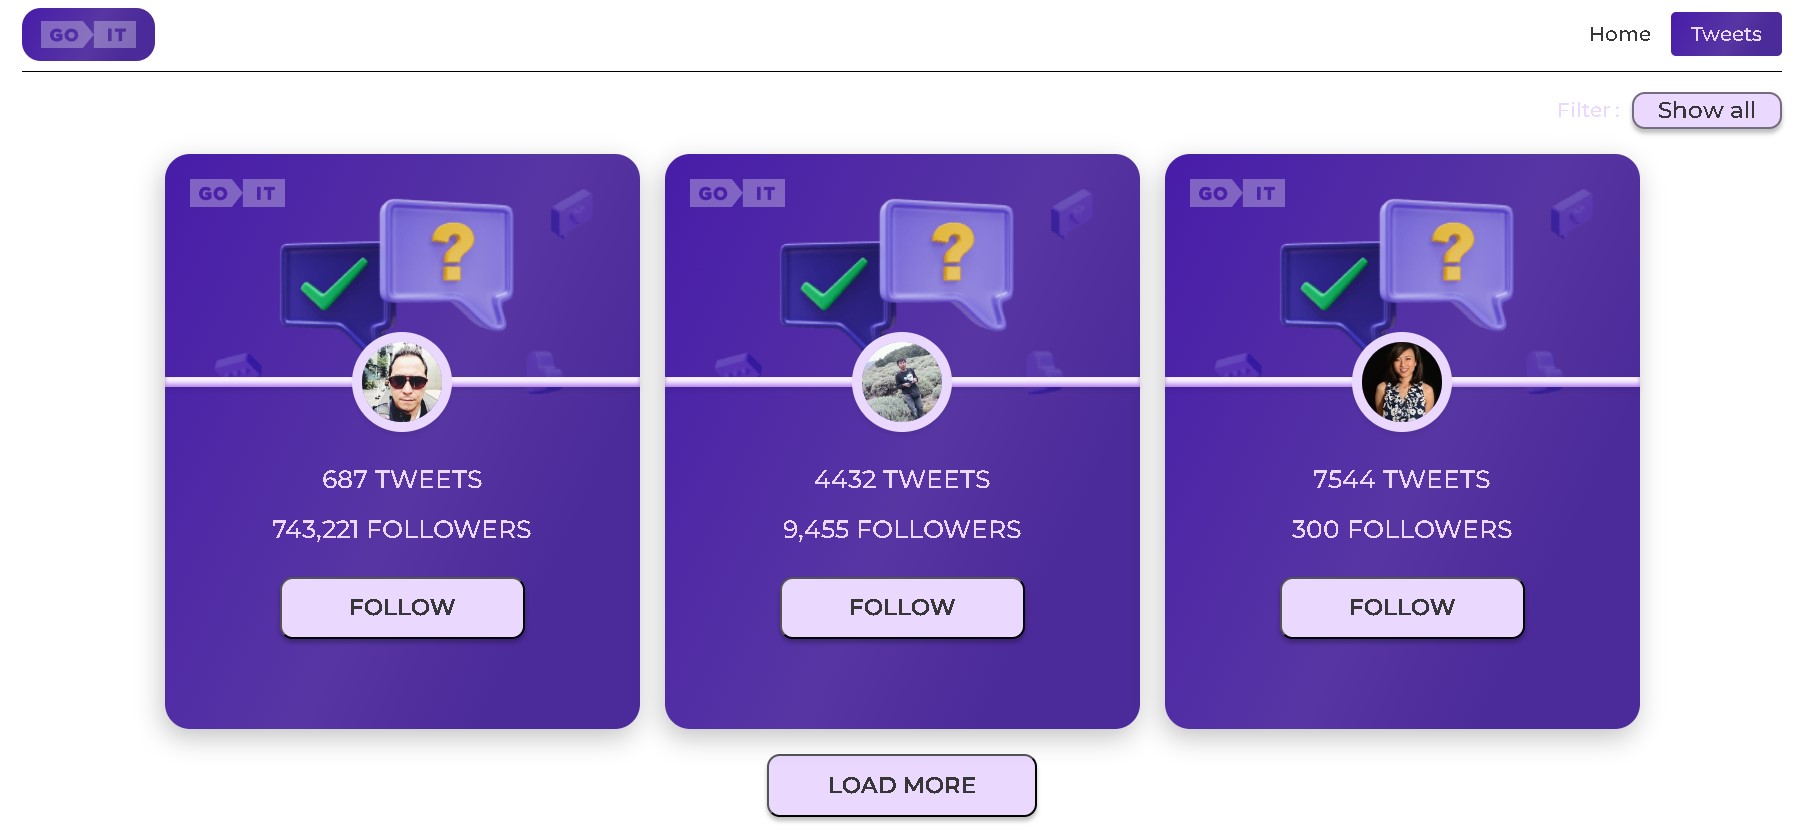 GO IT
Home
Tweets
Filter :
Show all
GO IT
?
687 TWEETS
743,221 FOLLOWERS
FOLLOW
GO IT
?
4432 TWEETS
9,455 FOLLOWERS
FOLLOW
GO IT
?
7544 TWEETS
300 FOLLOWERS
FOLLOW
LOAD MORE